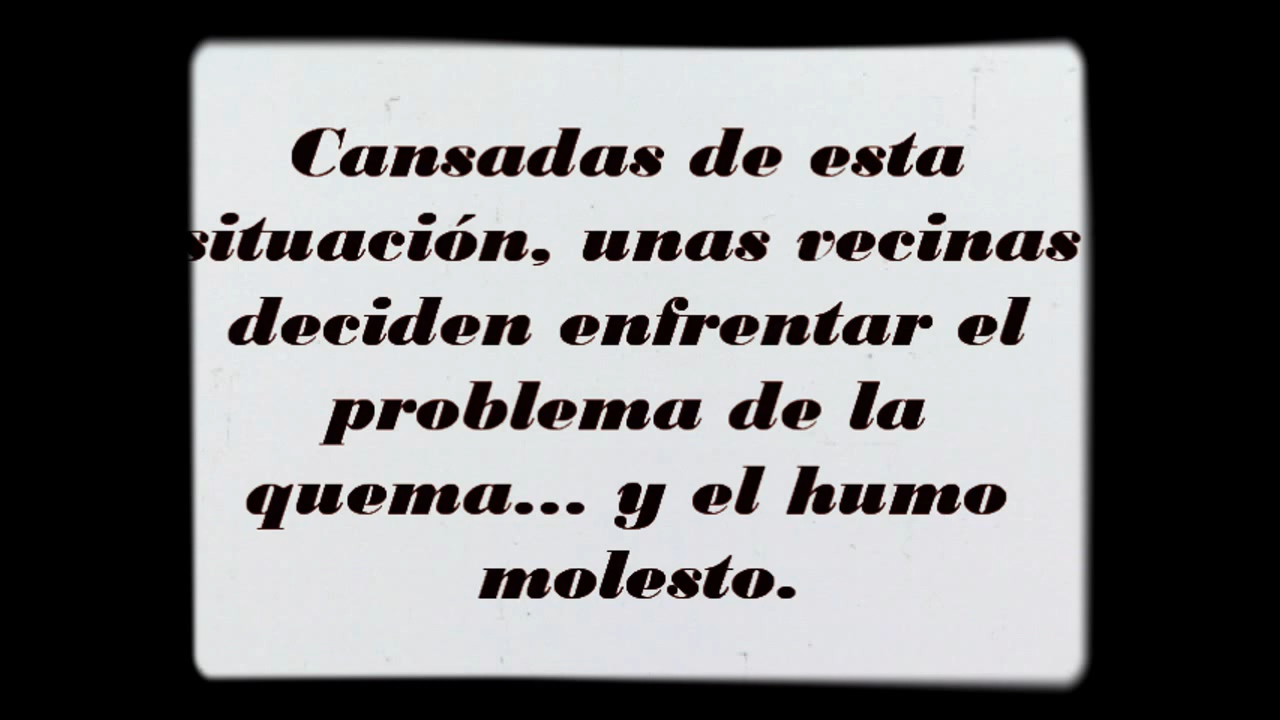 Cansadas de esta
situación, unas vecinas
deciden enfrentar el
problema de la
quema... y el humo
molesto.